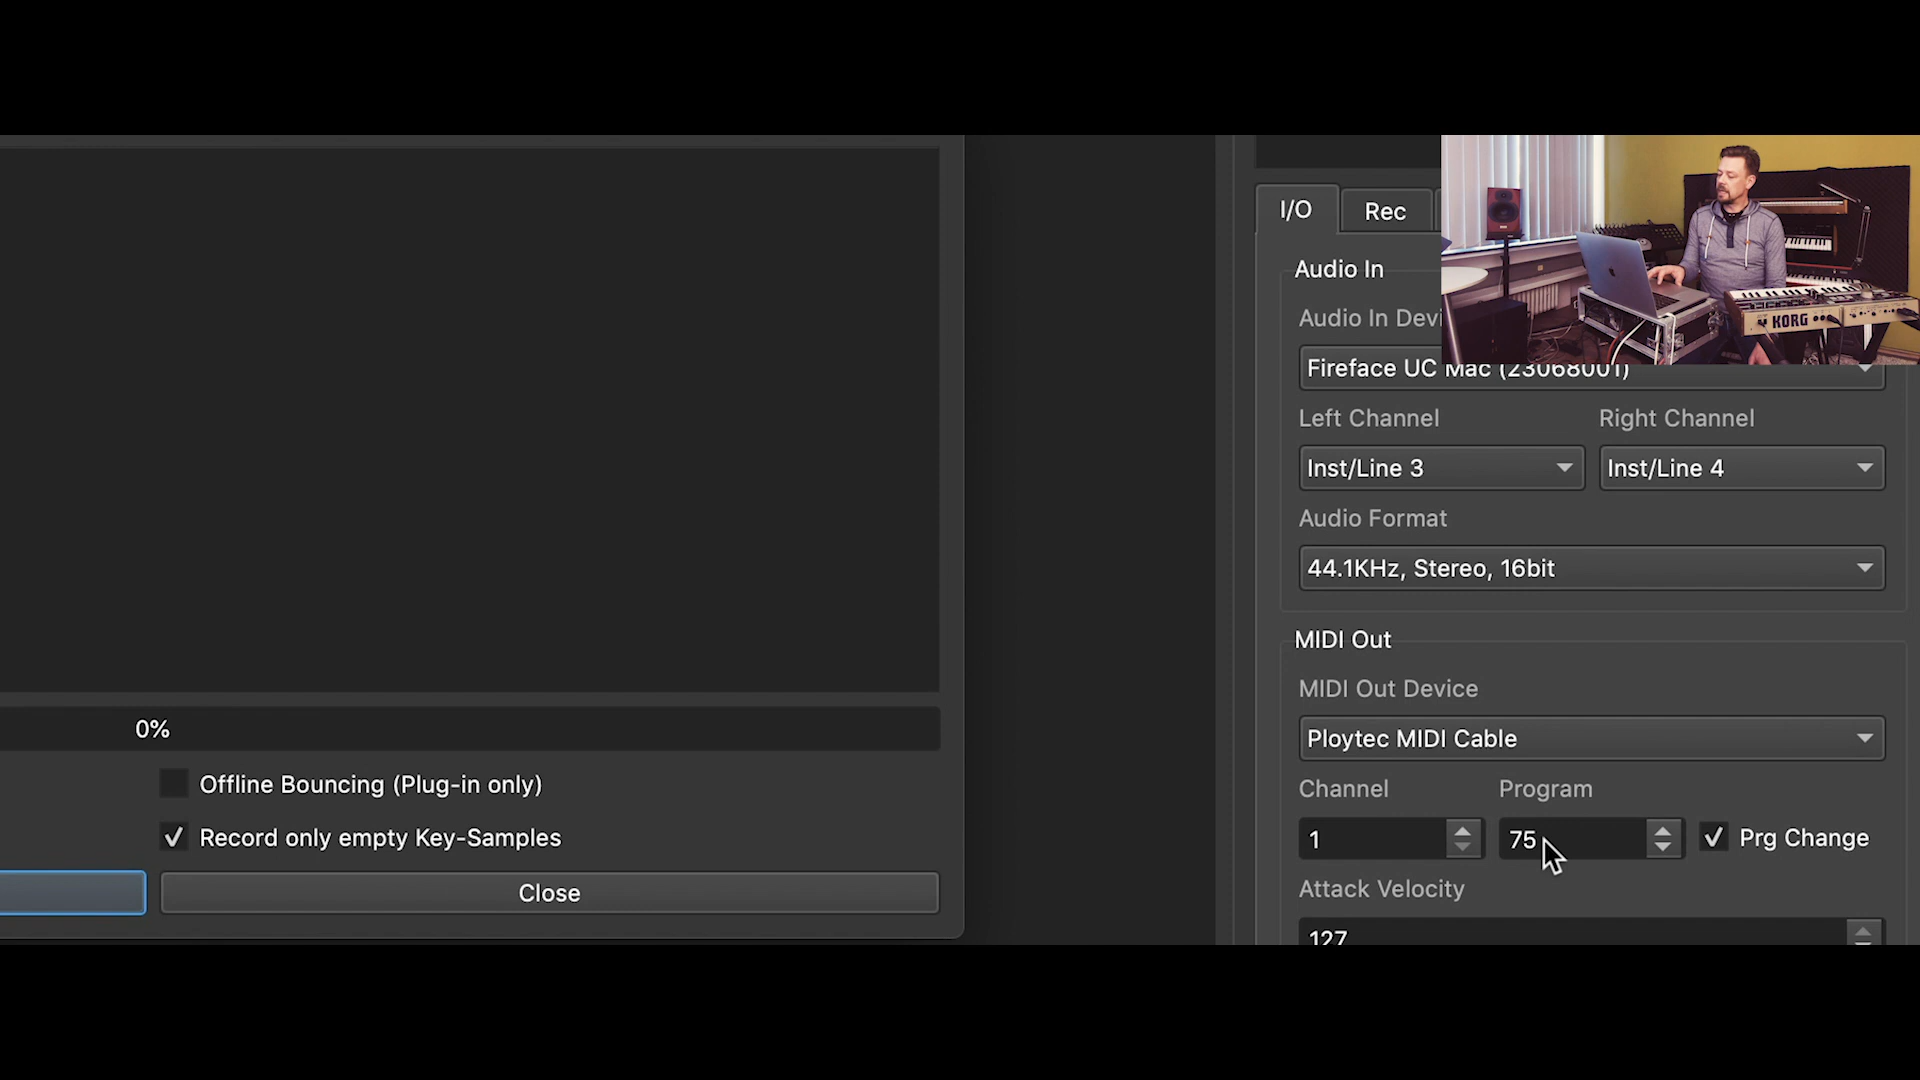 0%
Offline Bouncing (Plug-in only)
Record only empty Key-Samples
Close
I/O
Rec
Audio In
Audio In Devi
Fireface UC Mac (23068001)
Left Channel
Right Channel
Inst/Line 3
Inst/Line 4
Audio Format
44.1KHz, Stereo, 16bit
MIDI Out
MIDI Out Device
Ploytec MIDI Cable
Channel
Program
1
75
Prg Change
Attack Velocity
127
KORG